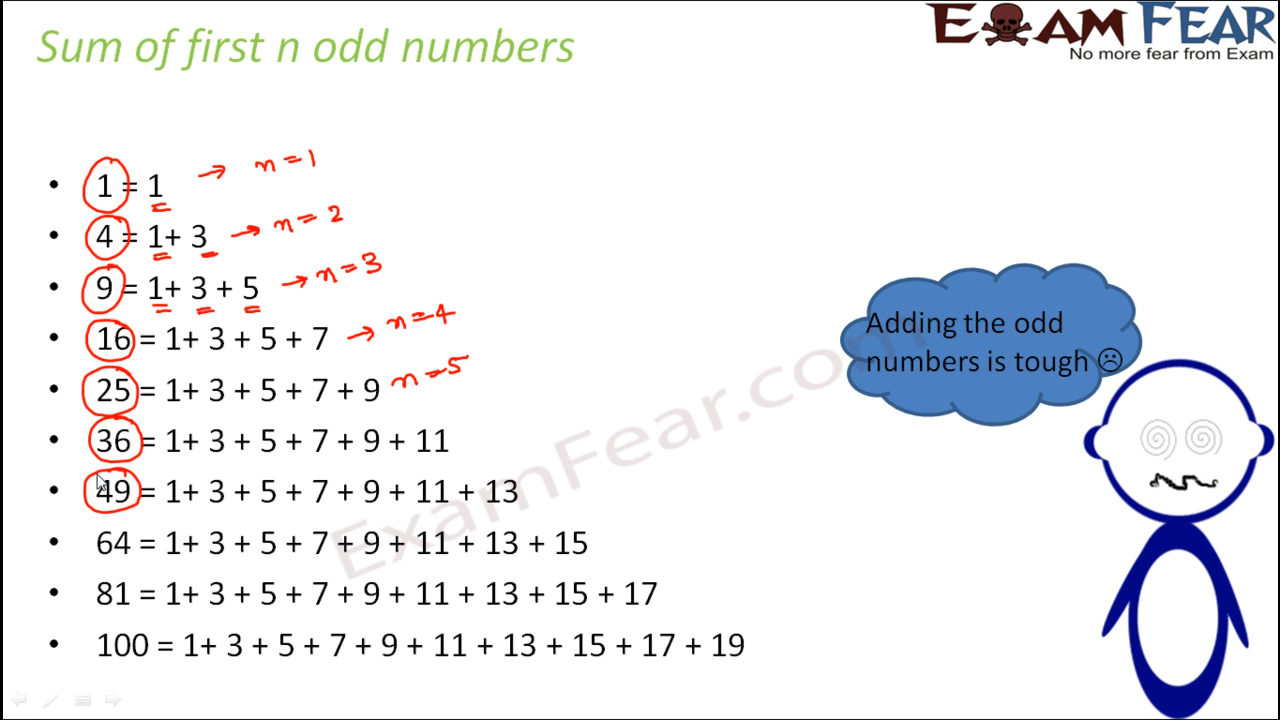 Sum of first n odd numbers
EXAM FEAR
No more fear from Exam
• 1 = 1 → n = 1
• 4 = 1+ 3 → n = 2
• 9 = 1+ 3 + 5 → n = 3
• 16 = 1+ 3 + 5 + 7 → n = 4
• 25 = 1+ 3 + 5 + 7 + 9 n = 5
• 36 = 1+ 3 + 5 + 7 + 9 + 11
• 49 = 1+ 3 + 5 + 7 + 9 + 11 + 13
• 64 = 1+ 3 + 5 + 7 + 9 + 11 + 13 + 15
• 81 = 1+ 3 + 5 + 7 + 9 + 11 + 13 + 15 + 17
• 100 = 1+ 3 + 5 + 7 + 9 + 11 + 13 + 15 + 17 + 19
Adding the odd
numbers is tough ☹
ExamFear.com